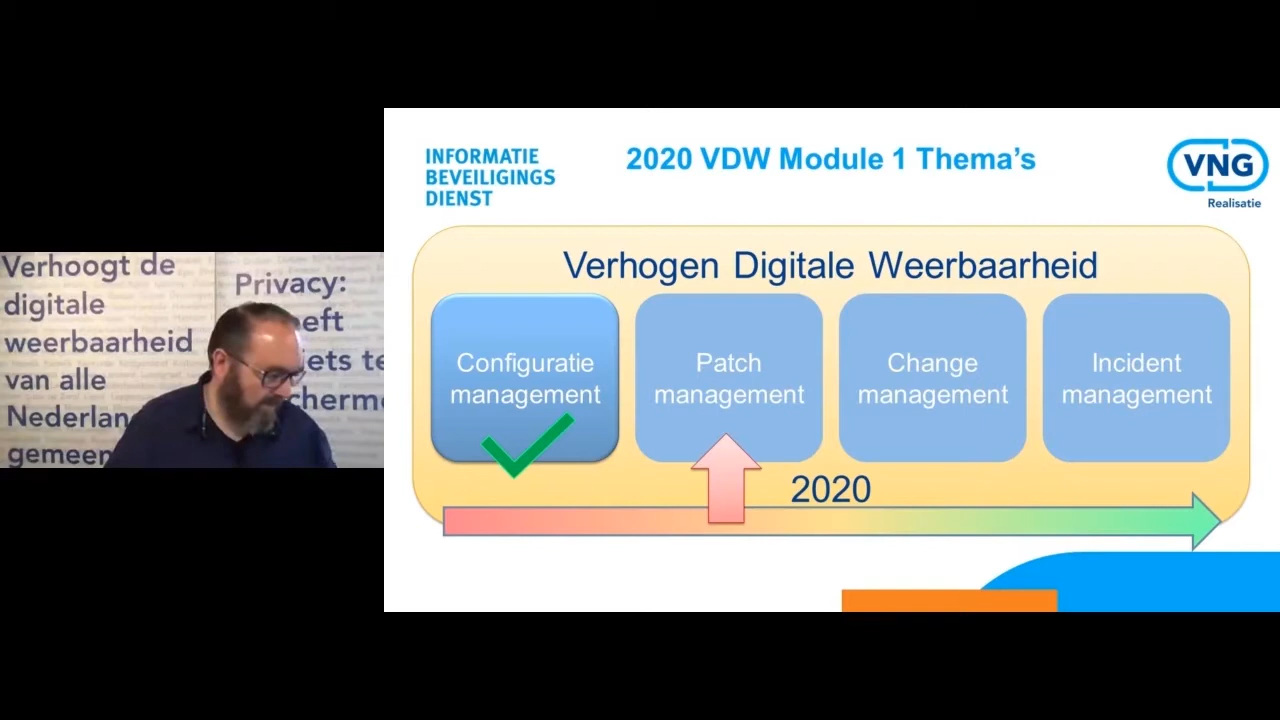 Verhoogt de
digitale
weerbaarheid
van alle
Privacy:
INFORMATIE
BEVEILIGINGS
DIENST
2020 VDW Module 1 Thema's
VNG
Realisatie
Verhogen Digitale Weerbaarheid
Configuratie
management
Patch
management
Change
management
Incident
management
2020